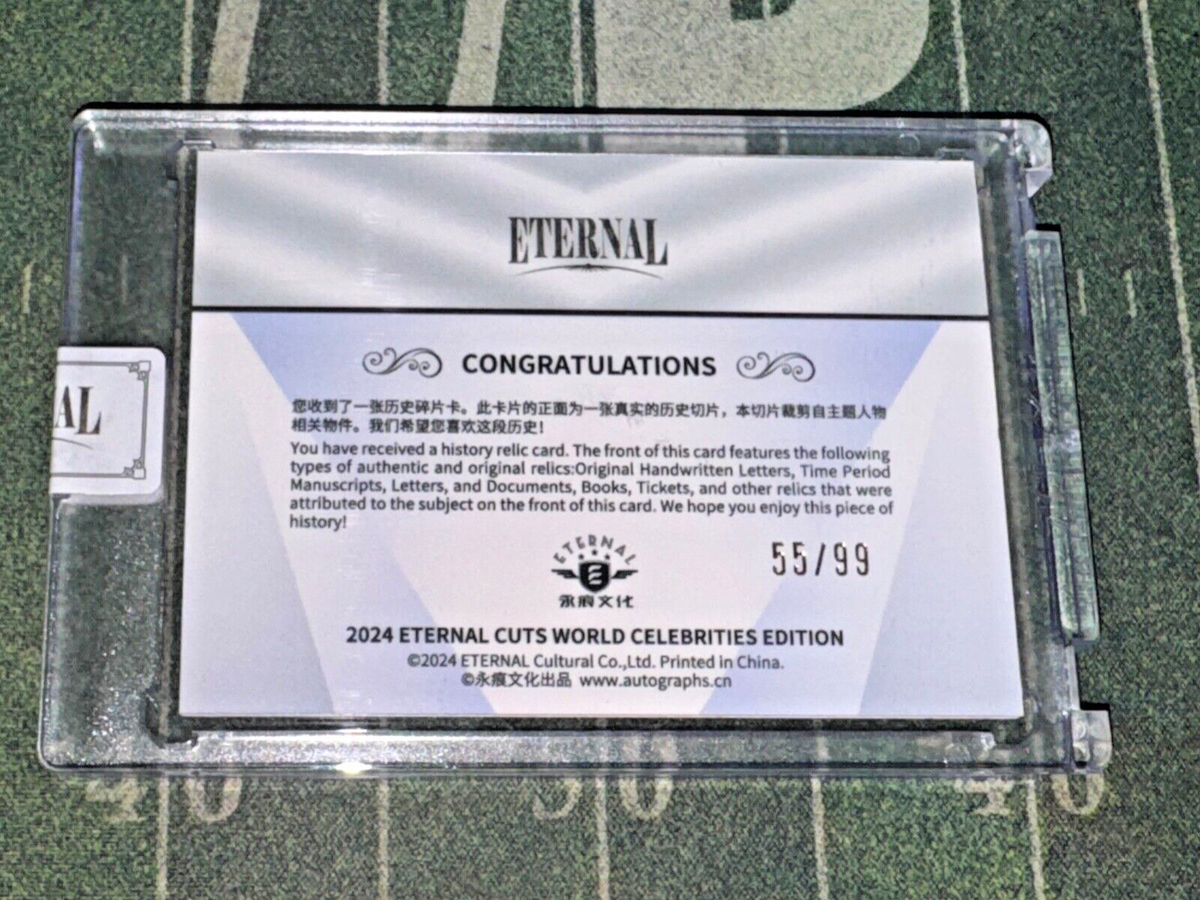 ETERNAL
AL
CONGRATULATIONS
您收到了一张历史碎片卡。此卡片的正面为一张真实的历史切片，本切片裁剪自主题人物
相关物件。我们希望您喜欢这段历史！
You have received a history relic card. The front of this card features the following
types of authentic and original relics:Original Handwritten Letters, Time Period
Manuscripts, Letters, and Documents, Books, Tickets, and other relics that were
attributed to the subject on the front of this card. We hope you enjoy this piece of
history!
ETERNAL
永痕文化
55/99
2024 ETERNAL CUTS WORLD CELEBRITIES EDITION
©2024 ETERNAL Cultural Co.,Ltd. Printed in China.
©永痕文化出品 www.autographs.cn
40 50 40